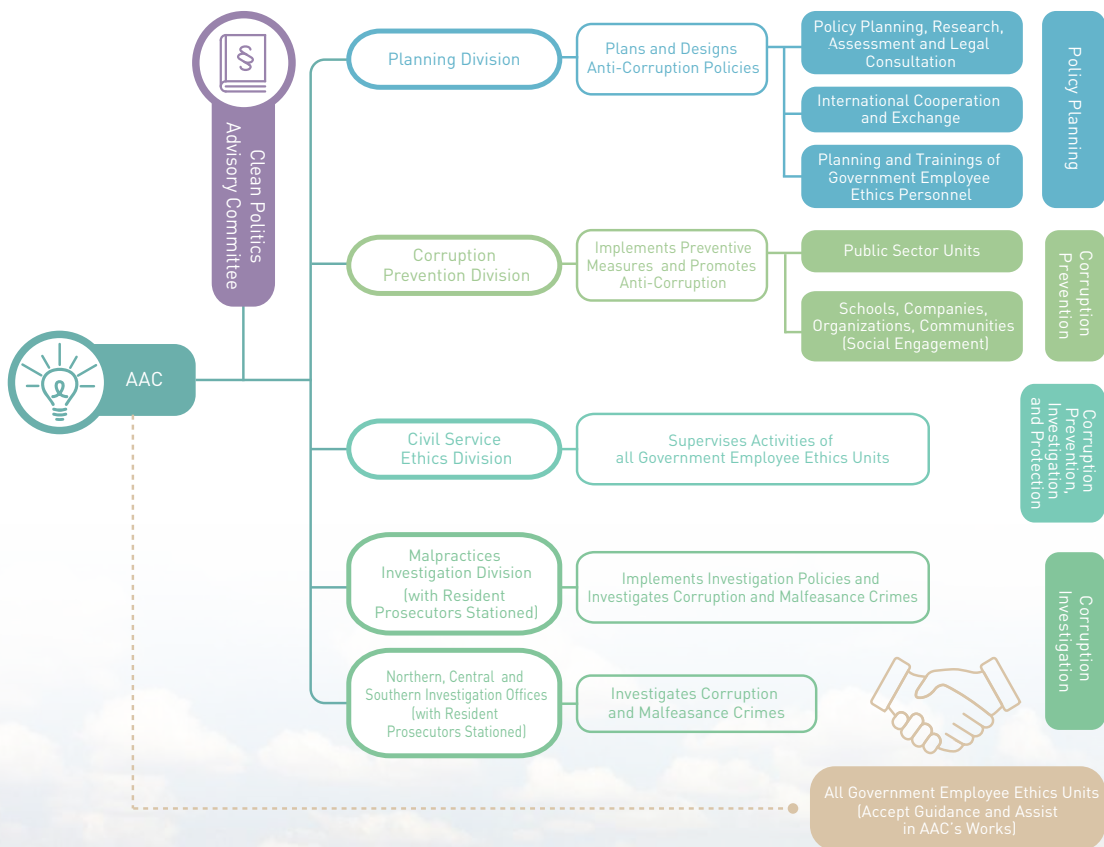 §
Clean Politics
Advisory Committee
AAC
Planning Division
Plans and Designs
Anti-Corruption Policies
Policy Planning, Research,
Assessment and Legal
Consultation
International Cooperation
and Exchange
Planning and Trainings of
Government Employee
Ethics Personnel
Policy Planning
Corruption
Prevention Division
Implements Preventive
Measures and Promotes
Anti-Corruption
Public Sector Units
Schools, Companies,
Organizations, Communities
(Social Engagement)
Corruption
Prevention
Civil Service
Ethics Division
Supervises Activities of
all Government Employee Ethics Units
Corruption
Prevention,
Investigation
and Protection
Malpractices
Investigation Division
(with Resident
Prosecutors Stationed)
Implements Investigation Policies and
Investigates Corruption and Malfeasance Crimes
Northern, Central and
Southern Investigation Offices
(with Resident
Prosecutors Stationed)
Investigates Corruption
and Malfeasance Crimes
Corruption
Investigation
All Government Employee Ethics Units
(Accept Guidance and Assist
in AAC's Works)